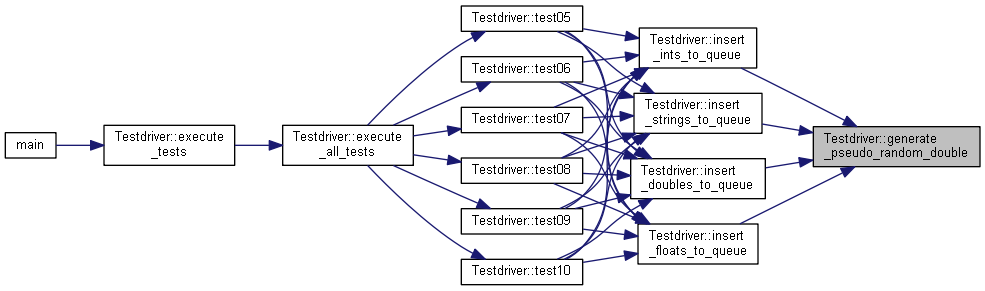 main
Testdriver::execute
_tests
Testdriver::execute
_all_tests
Testdriver::test05
Testdriver::test06
Testdriver::test07
Testdriver::test08
Testdriver::test09
Testdriver::test10
Testdriver::insert
_ints_to_queue
Testdriver::insert
_strings_to_queue
Testdriver::insert
_doubles_to_queue
Testdriver::insert
_floats_to_queue
Testdriver::generate
_pseudo_random_double